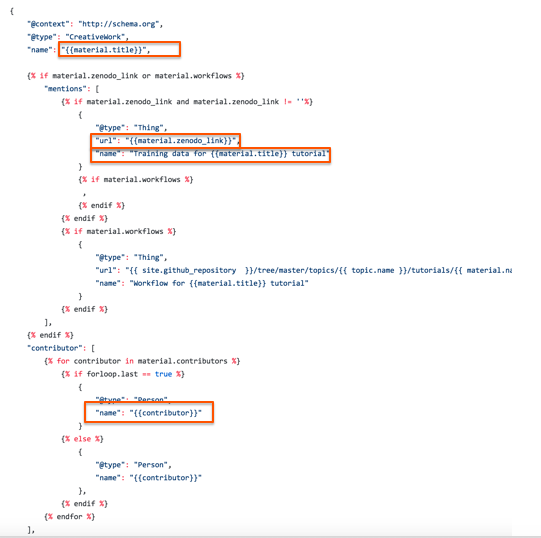 {
"@context": "http://schema.org",
"@type": "CreativeWork",
"name": "{{material.title}}",
{% if material.zenodo_link or material.workflows %}
"mentions": [
{% if material.zenodo_link and material.zenodo_link != ''%}
{
"@type": "Thing",
"url": "{{material.zenodo_link}}",
"name": "Training data for {{material.title}} tutorial"
}
{% if material.workflows %}
,
{% endif %}
{% endif %}
{% if material.workflows %}
{
"@type": "Thing",
"url": "{{ site.github_repository }}/tree/master/topics/{{ topic.name }}/tutorials/{{ material.na
"name": "Workflow for {{material.title}} tutorial"
}
{% endif %}
],
{% endif %}
"contributor": [
{% for contributor in material.contributors %}
{% if forloop.last == true %}
{
"@type": "Person",
"name": "{{contributor}}"
}
{% else %}
{
"@type": "Person",
"name": "{{contributor}}"
},
{% endif %}
{% endfor %}
],